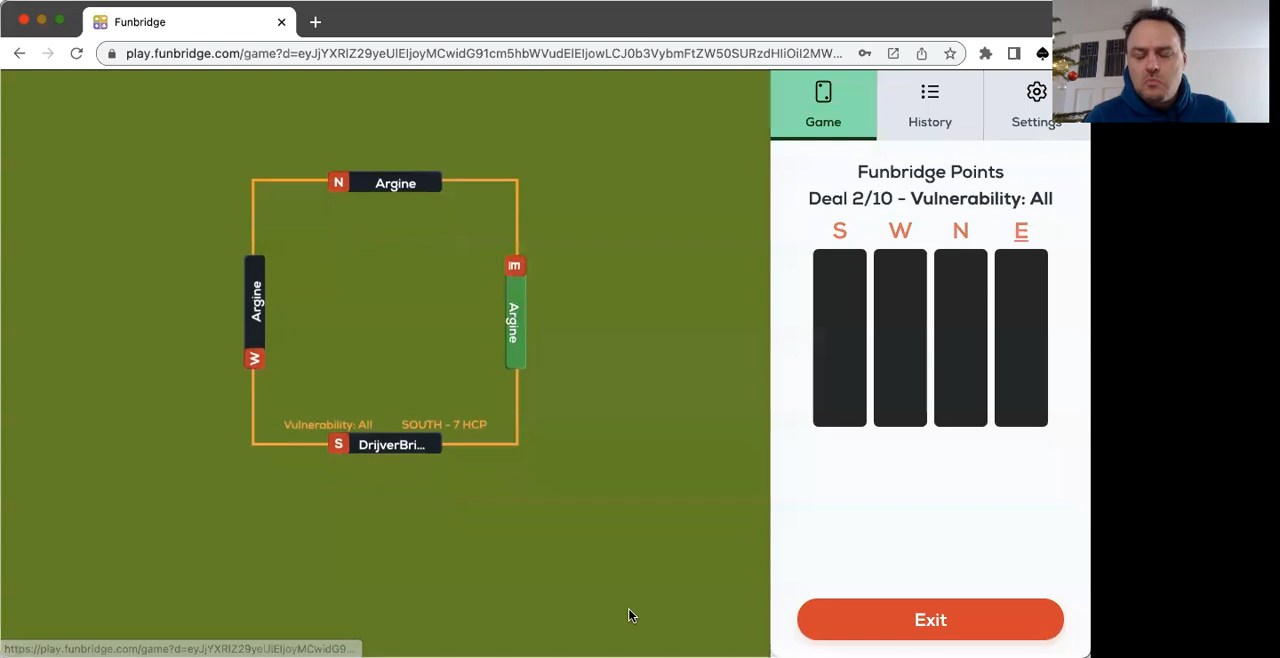 Funbridge
play.funbridge.com/game?d=eyJjYXRlZ29yeUlEIjoyMCwidG91cm5hbWVudElEIjowLCJ0b3VybmFtZW50SURzdHIiOiI2MW...
Game
History
Settings
Funbridge Points
Deal 2/10 - Vulnerability: All
S W N E
N Argine
Argine W
E Argine
Vulnerability: All SOUTH - 7 HCP
S DrijverBri...
Exit
https://play.funbridge.com/game?d=eyJjYXRlZ29yeUlEIjoyMCwidG9...